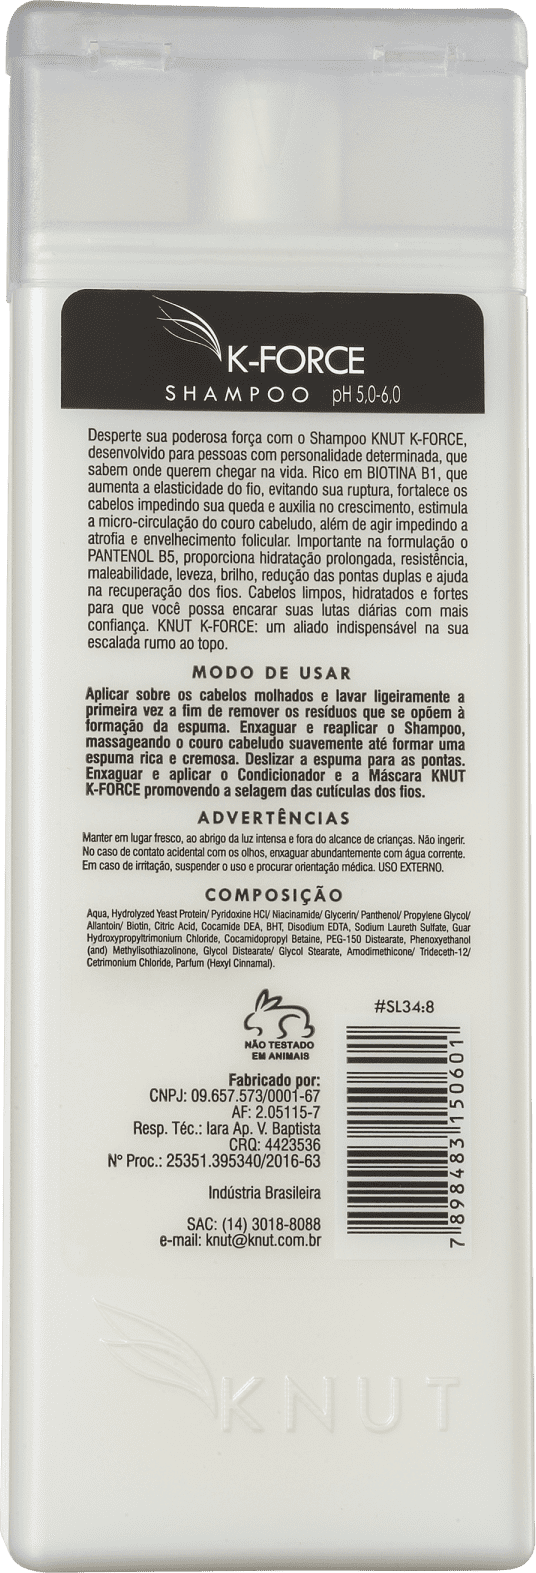 K-FORCE
SHAMPOO pH 5,0-6,0
Desperte sua poderosa força com o Shampoo KNUT K-FORCE,
desenvolvido para pessoas com personalidade determinada, que
sabem onde querem chegar na vida. Rico em BIOTINA B1, que
aumenta a elasticidade do fio, evitando sua ruptura, fortalece os
cabelos impedindo sua queda e auxilia no crescimento, estimula
a micro-circulação do couro cabeludo, além de agir impedindo a
atrofia e envelhecimento folicular. Importante na formulação o
PANTENOL B5, proporciona hidratação prolongada, resistência,
maleabilidade, leveza, brilho, redução das pontas duplas e ajuda
na recuperação dos fios. Cabelos limpos, hidratados e fortes
para que você possa encarar suas lutas diárias com mais
confiança. KNUT K-FORCE: um aliado indispensável na sua
escalada rumo ao topo.
MODO DE USAR
Aplicar sobre os cabelos molhados e lavar ligeiramente a
primeira vez a fim de remover os resíduos que se opõem à
formação da espuma. Enxaguar e reaplicar o Shampoo,
massageando o couro cabeludo suavemente até formar uma
espuma rica e cremosa. Deslizar a espuma para as pontas.
Enxaguar e aplicar o Condicionador e a Máscara KNUT
K-FORCE promovendo a selagem das cutículas dos fios.
ADVERTÊNCIAS
Manter em lugar fresco, ao abrigo da luz intensa e fora do alcance de crianças. Não ingerir.
No caso de contato acidental com os olhos, enxaguar abundantemente com água corrente.
Em caso de irritação, suspender o uso e procurar orientação médica. USO EXTERNO.
COMPOSIÇÃO
Aqua, Hydrolyzed Yeast Protein/ Pyridoxine HCl/ Niacinamide/ Glycerin/ Panthenol/ Propylene Glycol/
Allantoin/ Biotin, Citric Acid, Cocamide DEA, BHT, Disodium EDTA, Sodium Laureth Sulfate, Guar
Hydroxypropyltrimonium Chloride, Cocamidopropyl Betaine, PEG-150 Distearate, Phenoxyethanol
(and) Methylisothiazolinone, Glycol Distearate/ Glycol Stearate, Amodimethicone/ Trideceth-12/
Cetrimonium Chloride, Parfum (Hexyl Cinnamal).
NÃO TESTADO
EM ANIMAIS
#SL34:8
Fabricado por:
CNPJ: 09.657.573/0001-67
AF: 2.05115-7
Resp. Téc.: Iara Ap. V. Baptista
CRQ: 4423536
N° Proc.: 25351.395340/2016-63
Indústria Brasileira
SAC: (14) 3018-8088
e-mail: knut@knut.com.br
7 898483 150601
KNUT